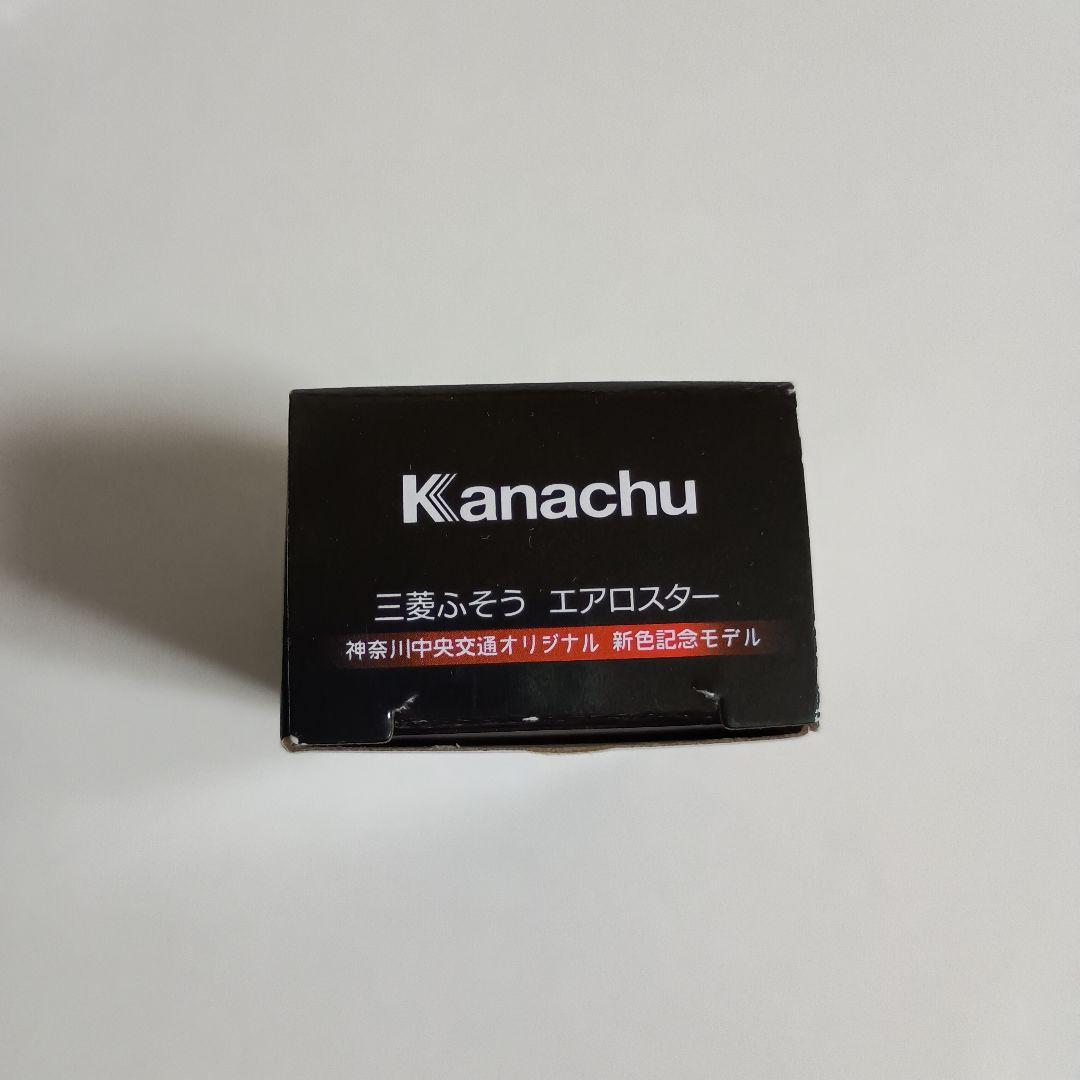 Kanachu
三菱ふそう エアロスター
神奈川中央交通オリジナル 新色記念モデル